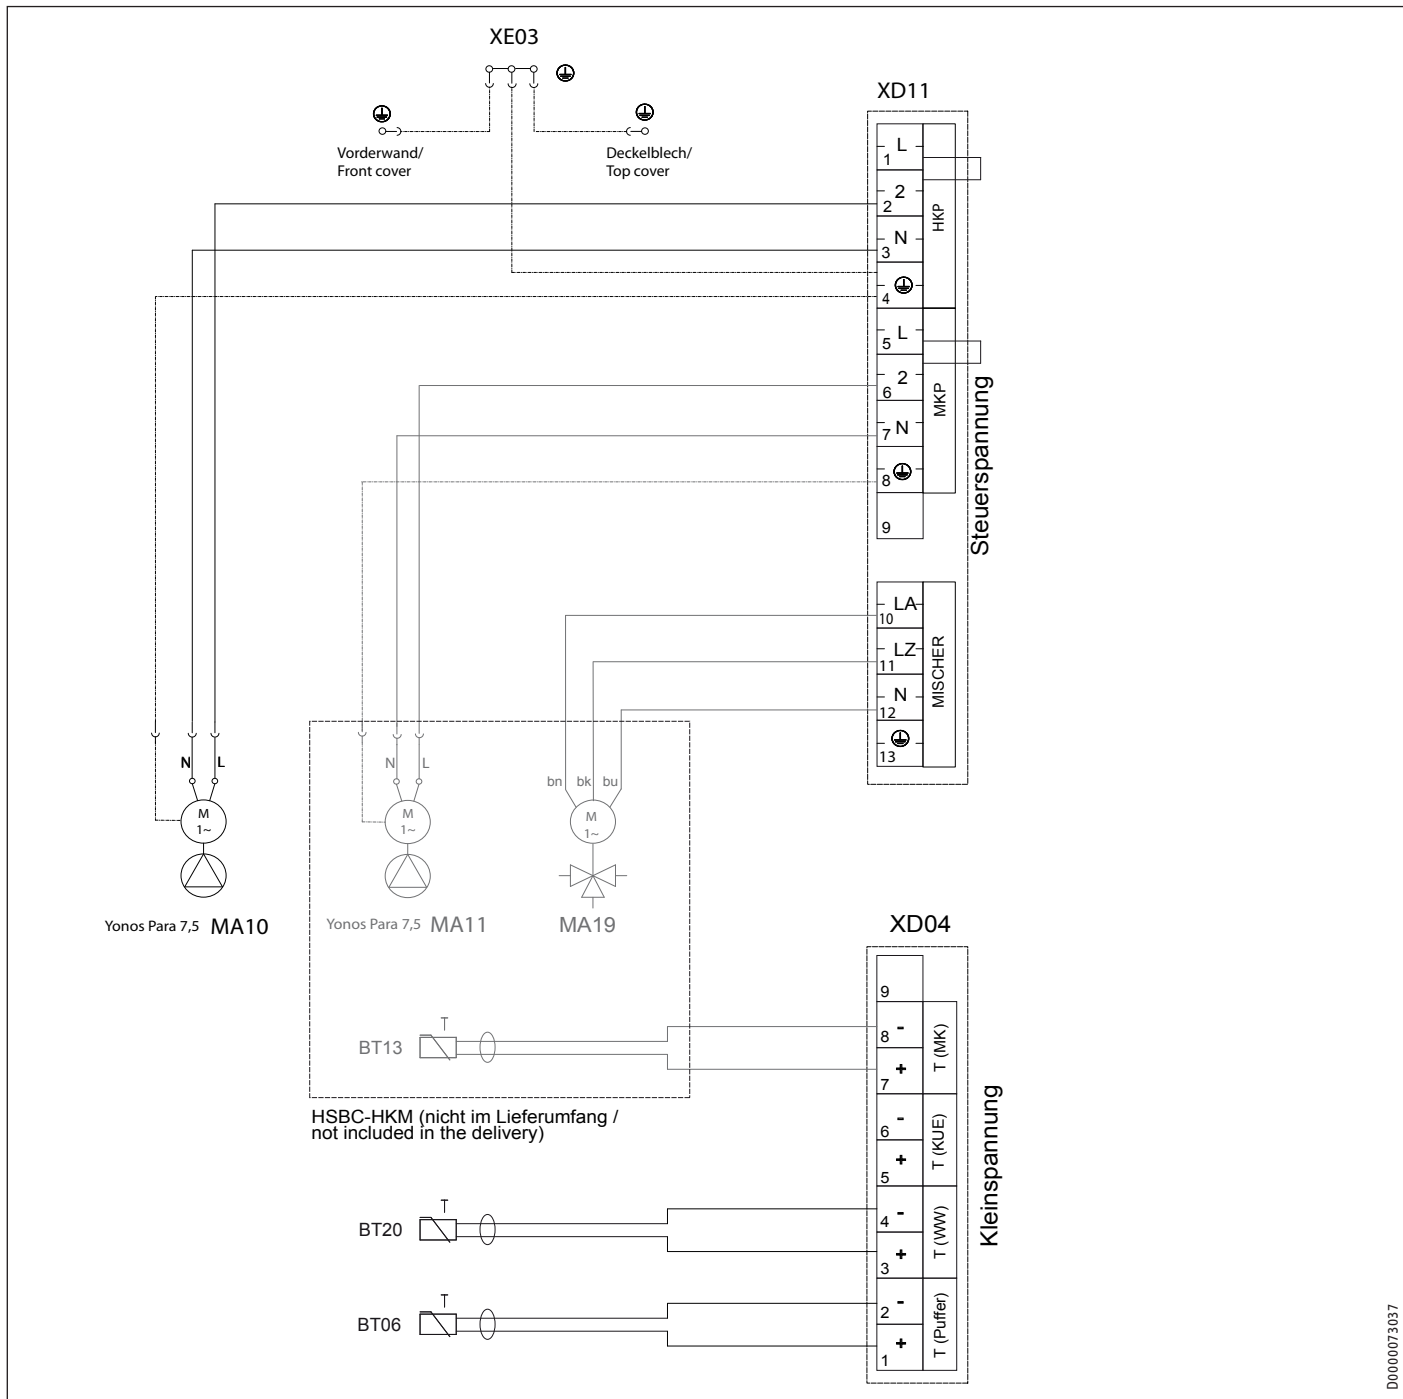 XE03
Vorderwand/
Front cover
Deckelblech/
Top cover
XD11
L
1
2
2
N
3
4
HKP
L
5
2
6
N
7
8
MKP
9
LA
10
LZ
11
N
12
13
MISCHER
Steuerspannung
N
L
M
1~
Yonos Para 7,5 MA10
N
L
M
1~
Yonos Para 7,5 MA11
bn
bk
bu
M
1~
MA19
T
BT13
HSBC-HKM (nicht im Lieferumfang /
not included in the delivery)
T
BT20
T
BT06
XD04
9
8 -
7 +
T (MK)
6 -
5 +
T (KUE)
4 -
3 +
T (WW)
2 -
1 +
T (Puffer)
Kleinspannung
D0000073037